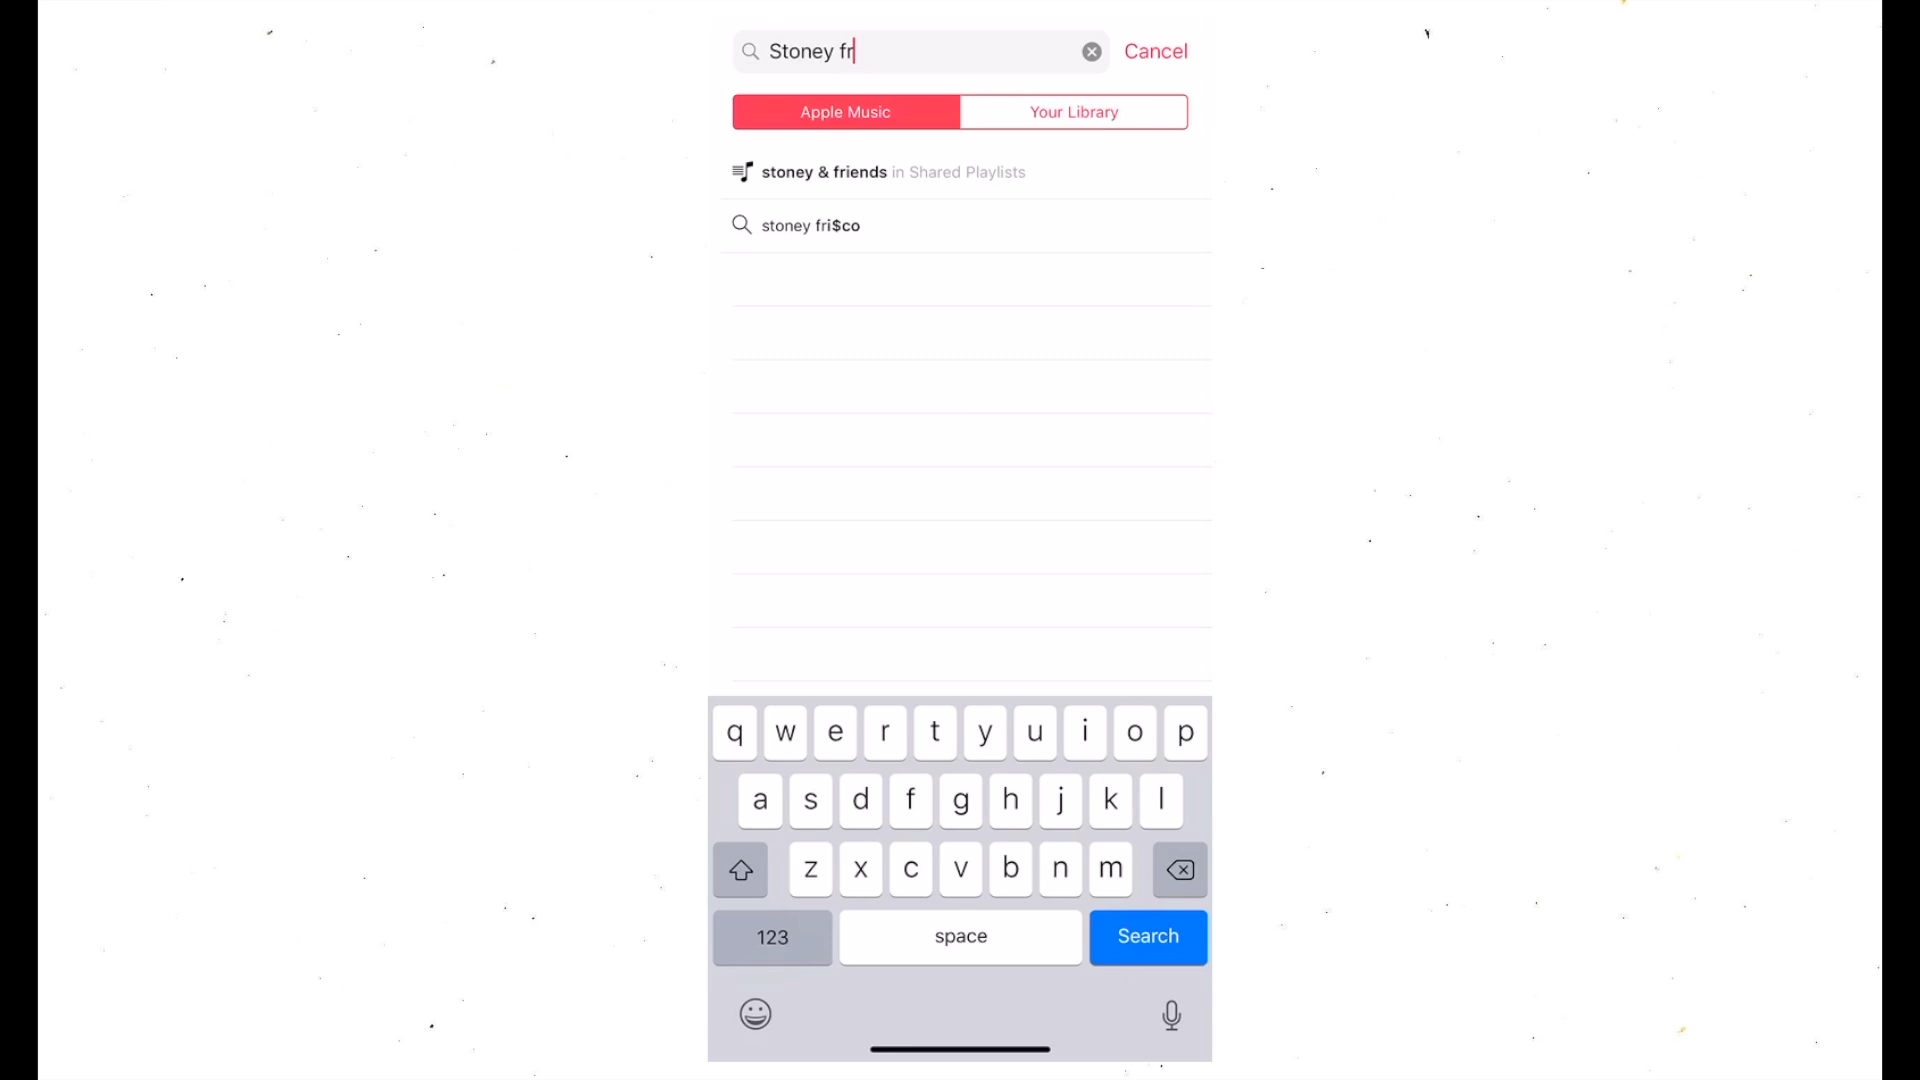 Stoney fr
Cancel
Apple Music
Your Library
stoney & friends in Shared Playlists
stoney fri$co
q w e r t y u i o p
a s d f g h j k l
z x c v b n m
123
space
Search